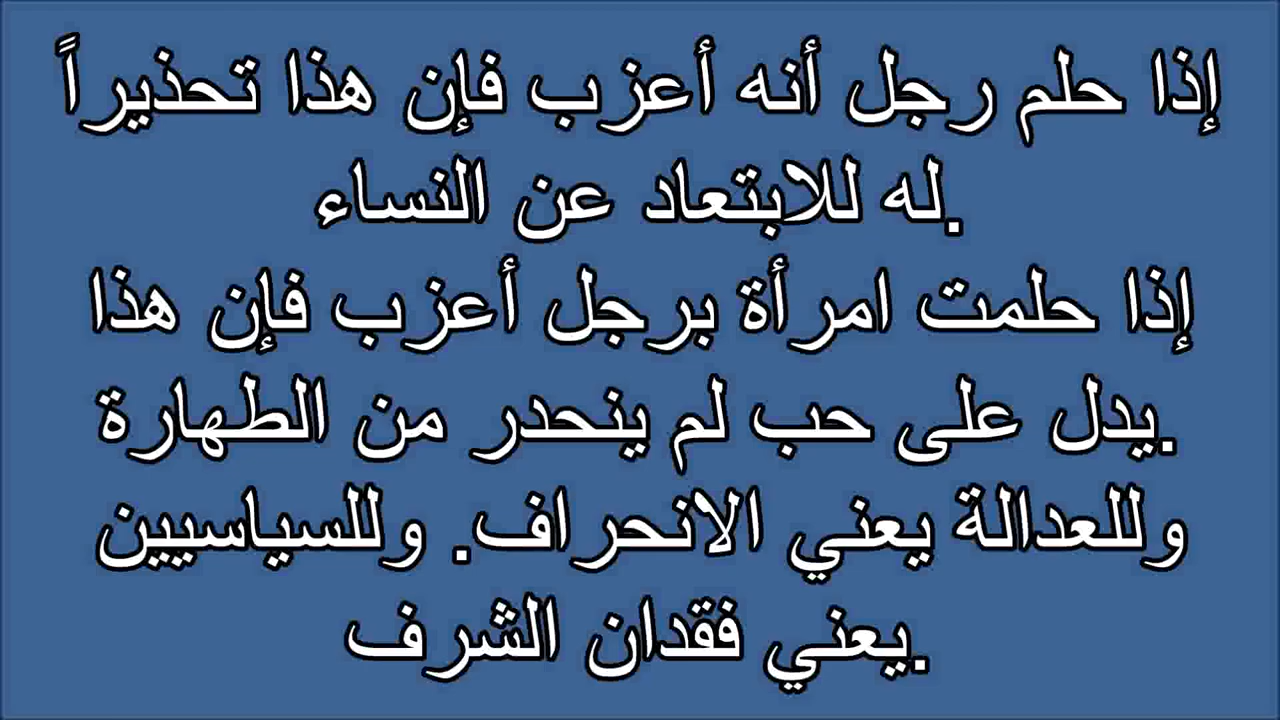 إذا حلم رجل أنه أعزب فإن هذا تحذيراً
له للابتعاد عن النساء.
إذا حلمت امرأة برجل أعزب فإن هذا
يدل على حب لم ينحدر من الطهارة.
وللعدالة يعني الانحراف. وللسياسيين
يعني فقدان الشرف.